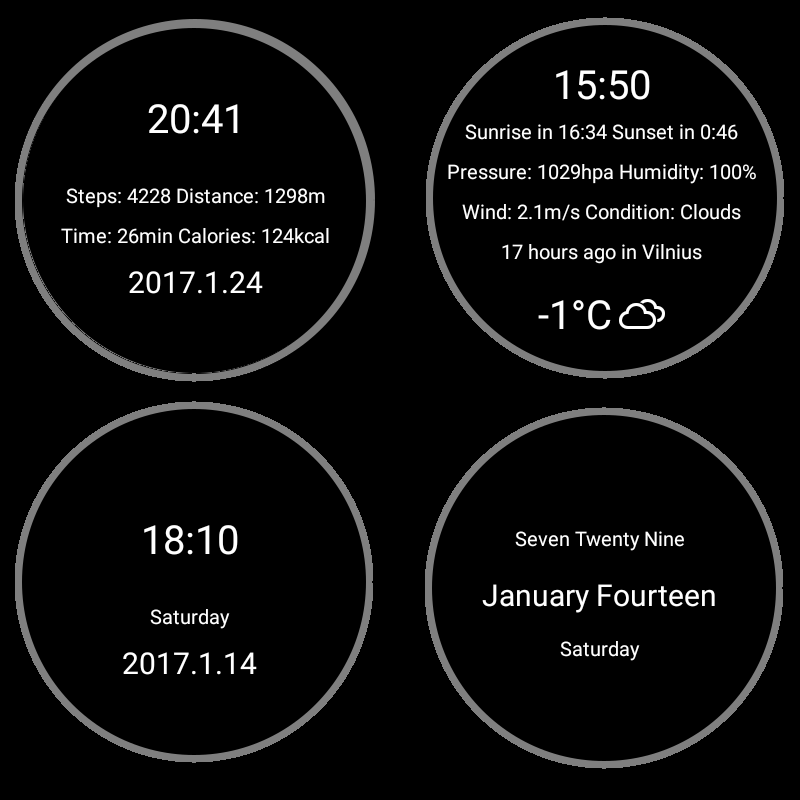 20:41
Steps: 4228 Distance: 1298m
Time: 26min Calories: 124kcal
2017.1.24
15:50
Sunrise in 16:34 Sunset in 0:46
Pressure: 1029hpa Humidity: 100%
Wind: 2.1m/s Condition: Clouds
17 hours ago in Vilnius
-1°C
18:10
Saturday
2017.1.14
Seven Twenty Nine
January Fourteen
Saturday